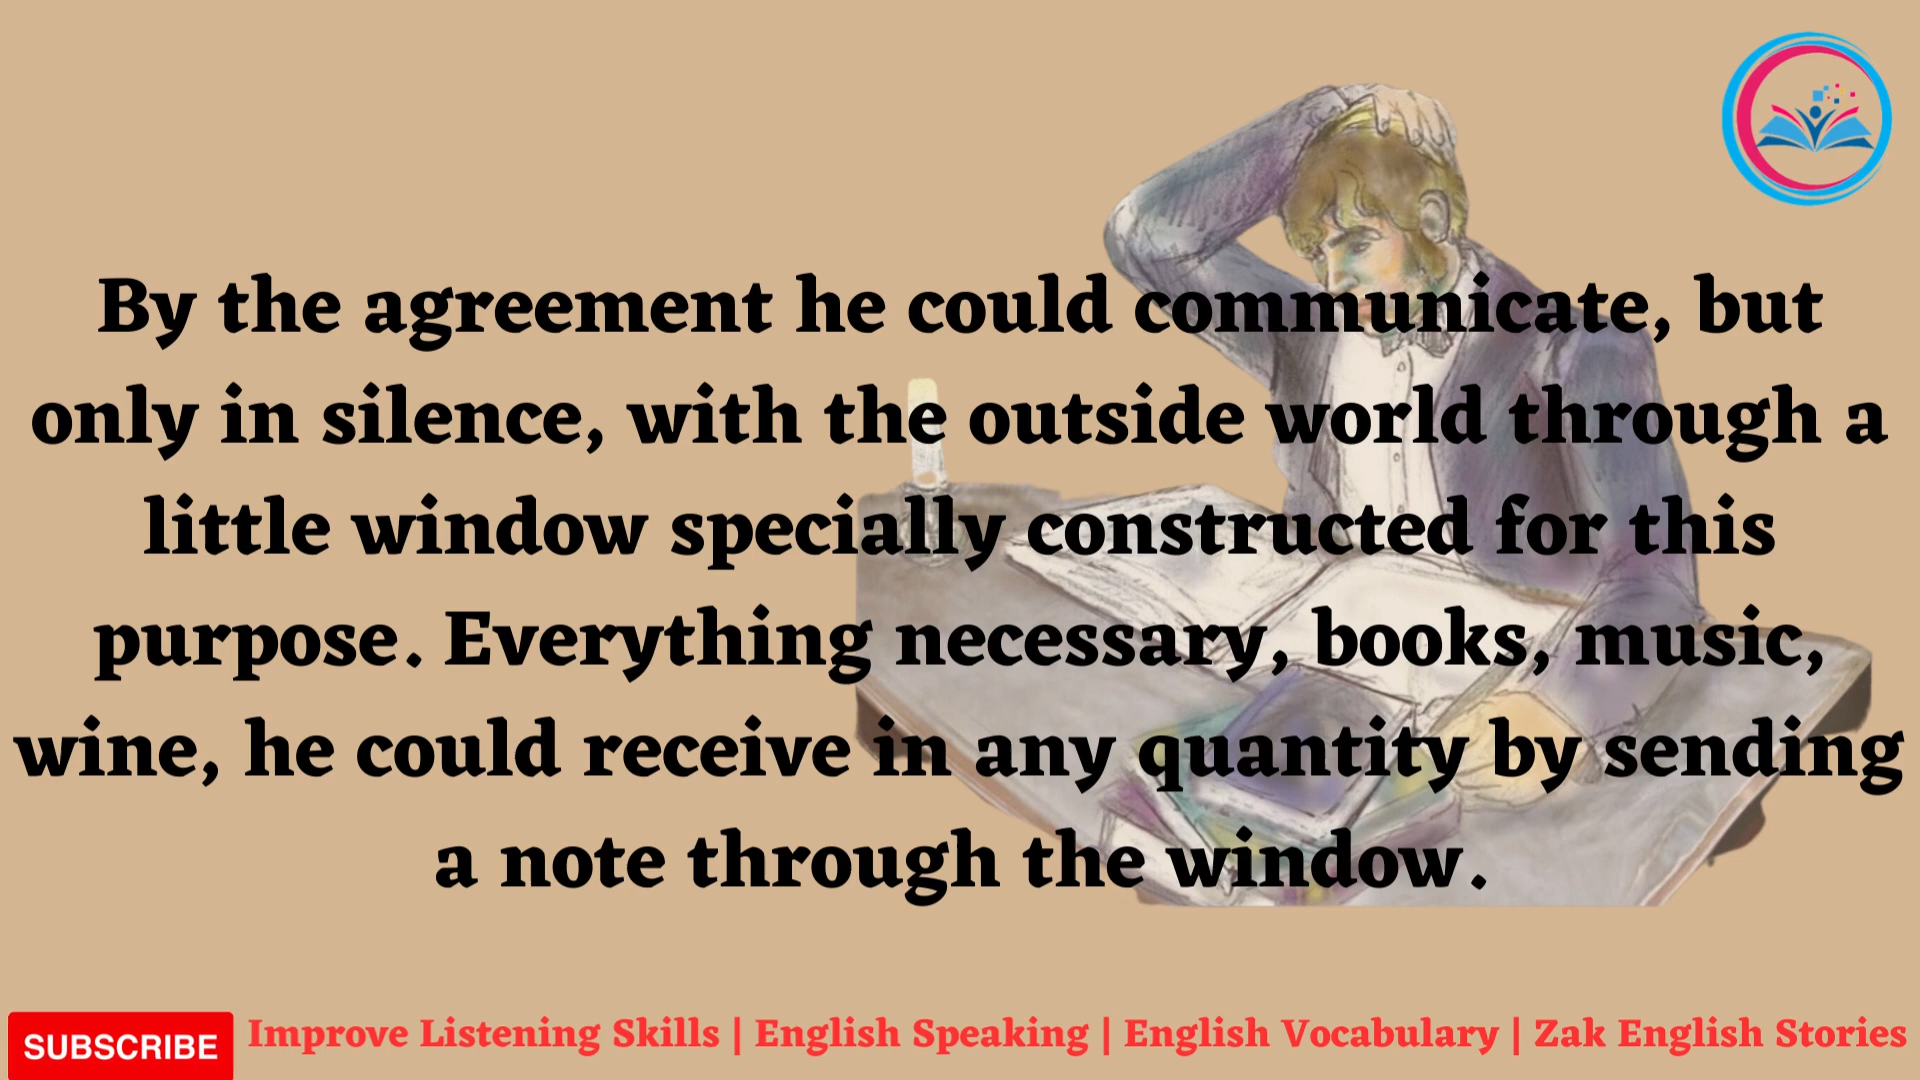 By the agreement he could communicate, but
only in silence, with the outside world through a
little window specially constructed for this
purpose. Everything necessary, books, music,
wine, he could receive in any quantity by sending
a note through the window.
SUBSCRIBE
Improve Listening Skills | English Speaking | English Vocabulary | Zak English Stories